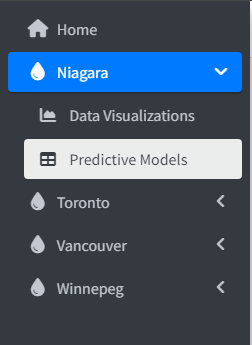 Home
Niagara
Data Visualizations
Predictive Models
Toronto
Vancouver
Winnepeg